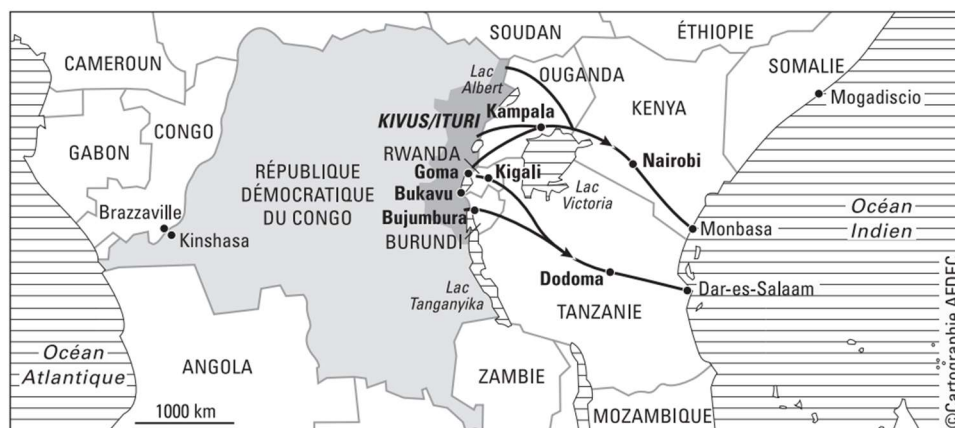 SOUDAN
ÉTHIOPIE
CAMEROUN
Lac
Albert
OUGANDA
SOMALIE
Mogadiscio
KENYA
Kampala
KIVUS/ITURI
CONGO
GABON
RWANDA
Nairobi
RÉPUBLIQUE
DÉMOCRATIQUE
DU CONGO
Goma
Kigali
Bukavu
Lac
Victoria
Brazzaville
Kinshasa
Bujumbura
BURUNDI
Monbasa
Océan
Indien
Dodoma
Lac
Tanganyika
Dar-es-Salaam
TANZANIE
Océan
Atlantique
ANGOLA
ZAMBIE
MOZAMBIQUE
1000 km
©Cartographie AFDEC